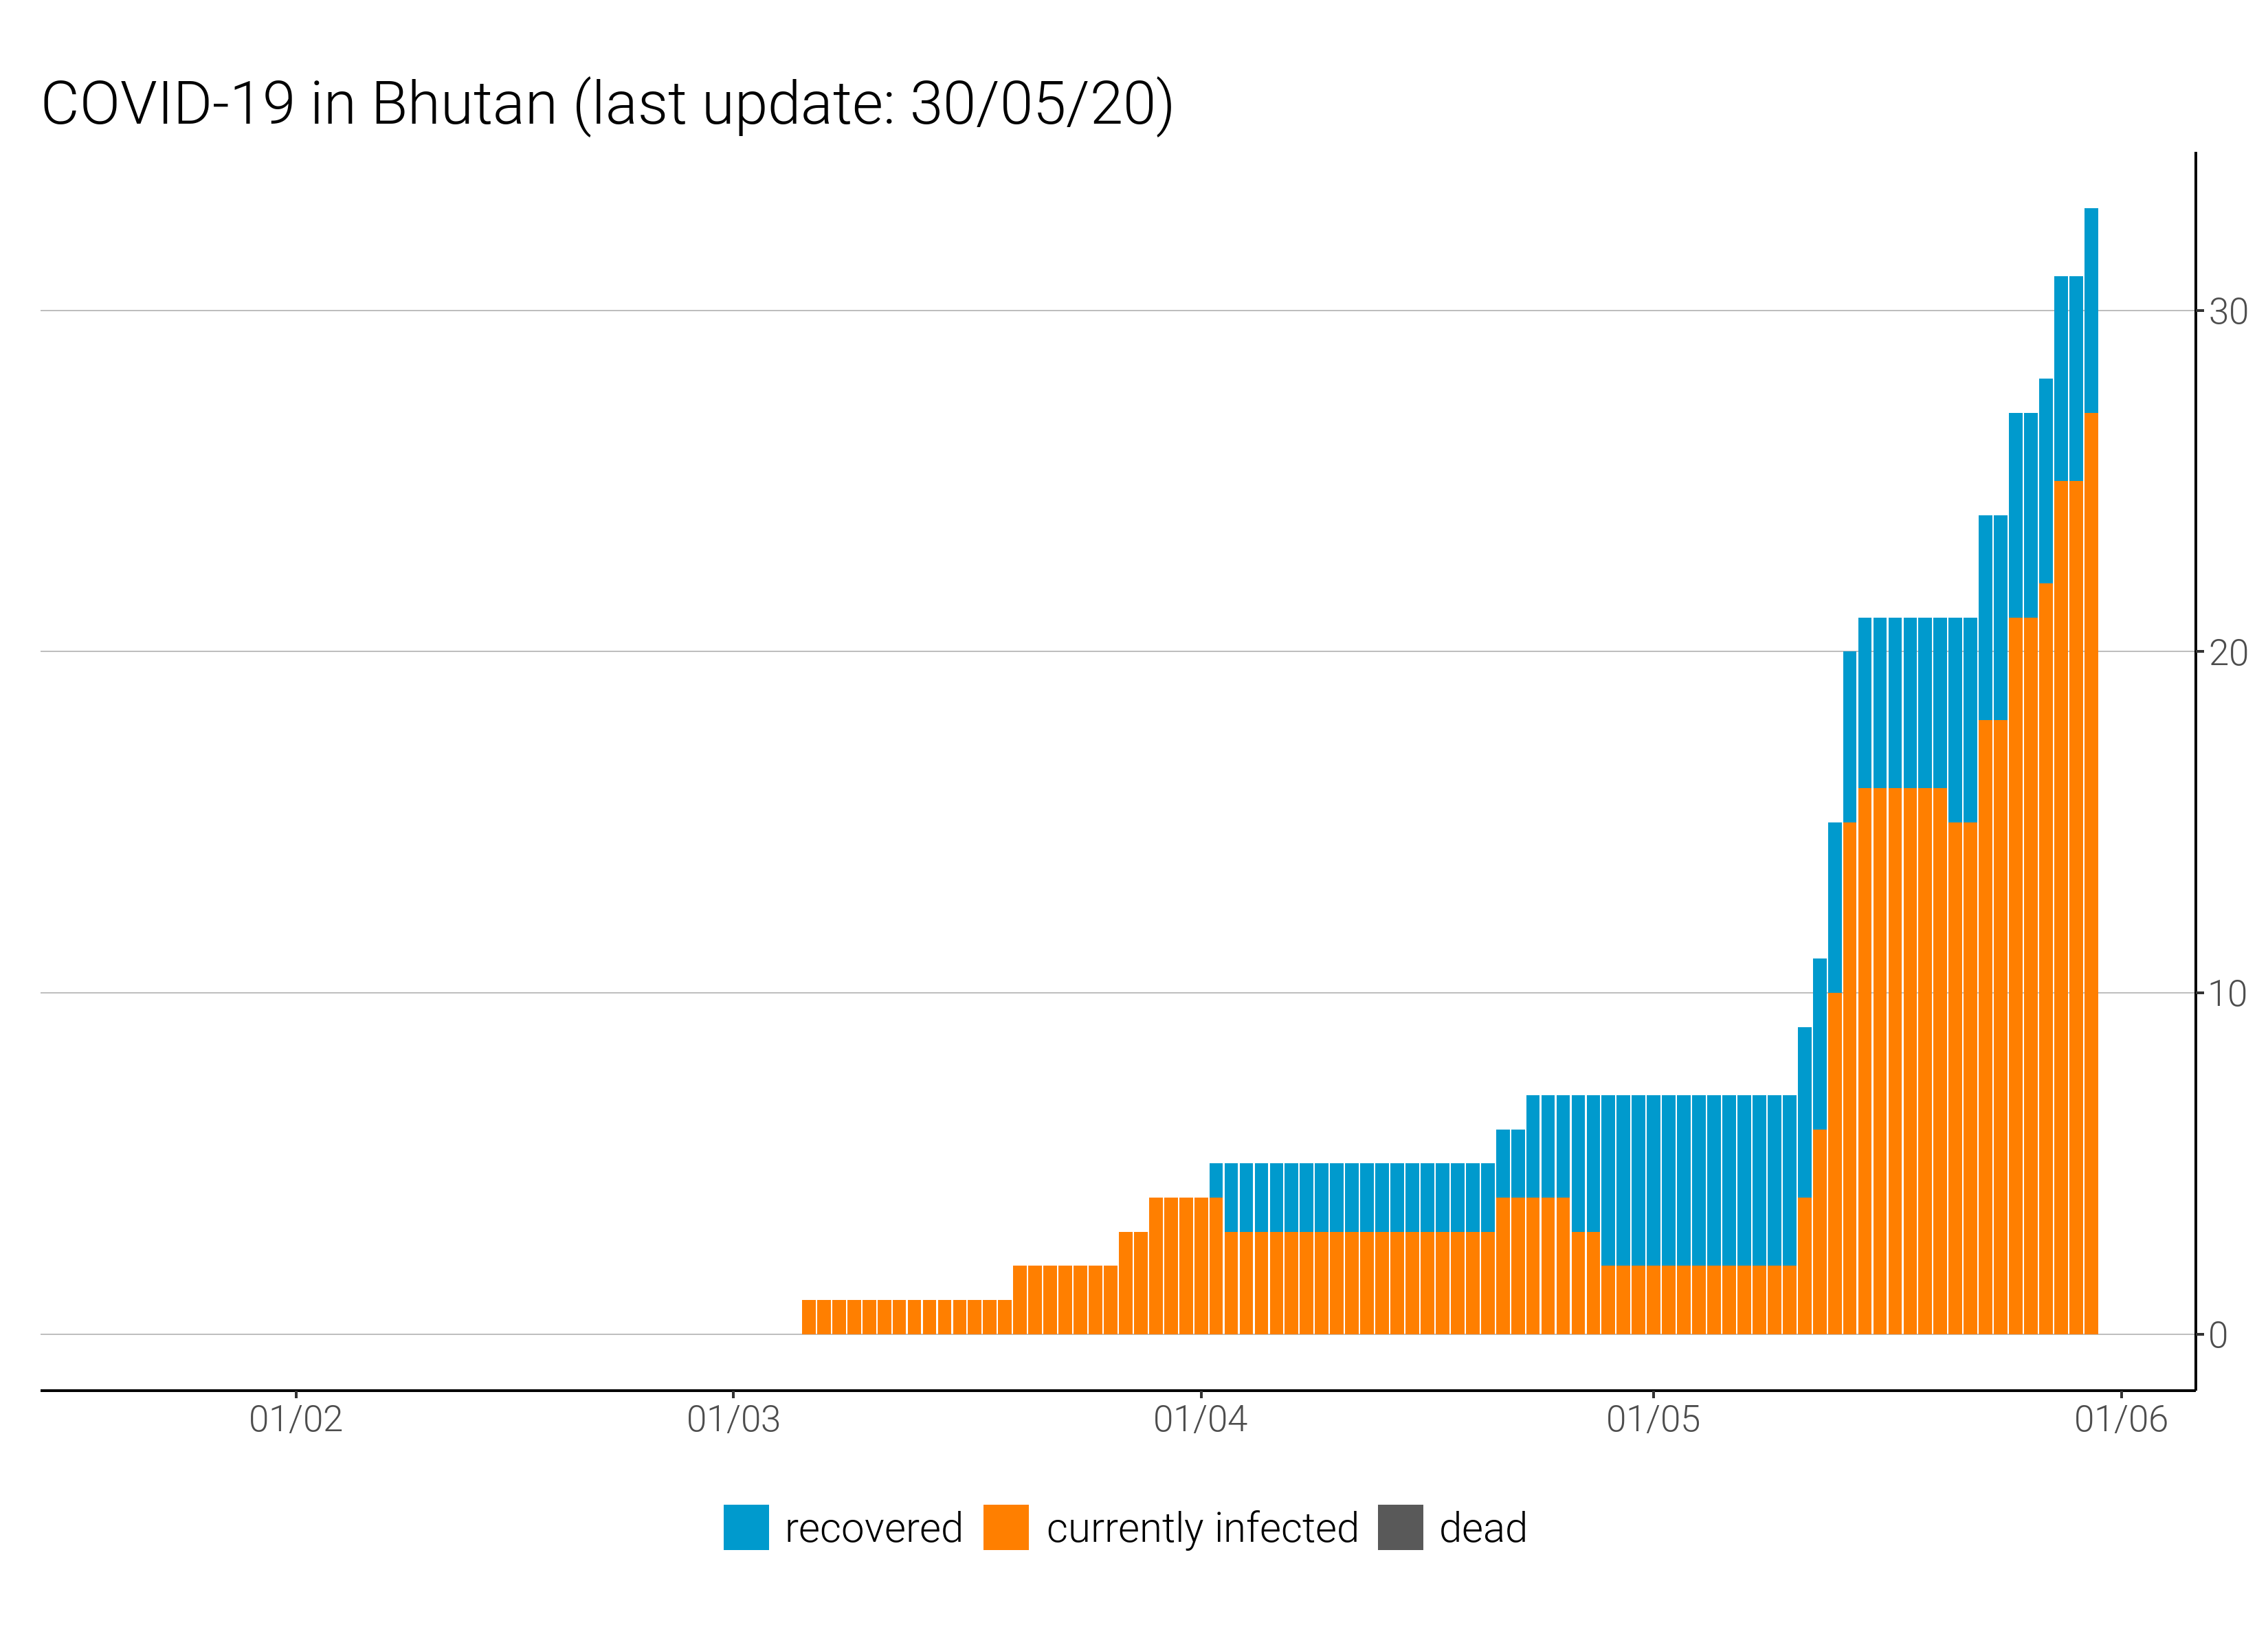 COVID-19 in Bhutan (last update: 30/05/20)
30
20
10
0
01/02 01/03 01/04 01/05 01/06
recovered currently infected dead